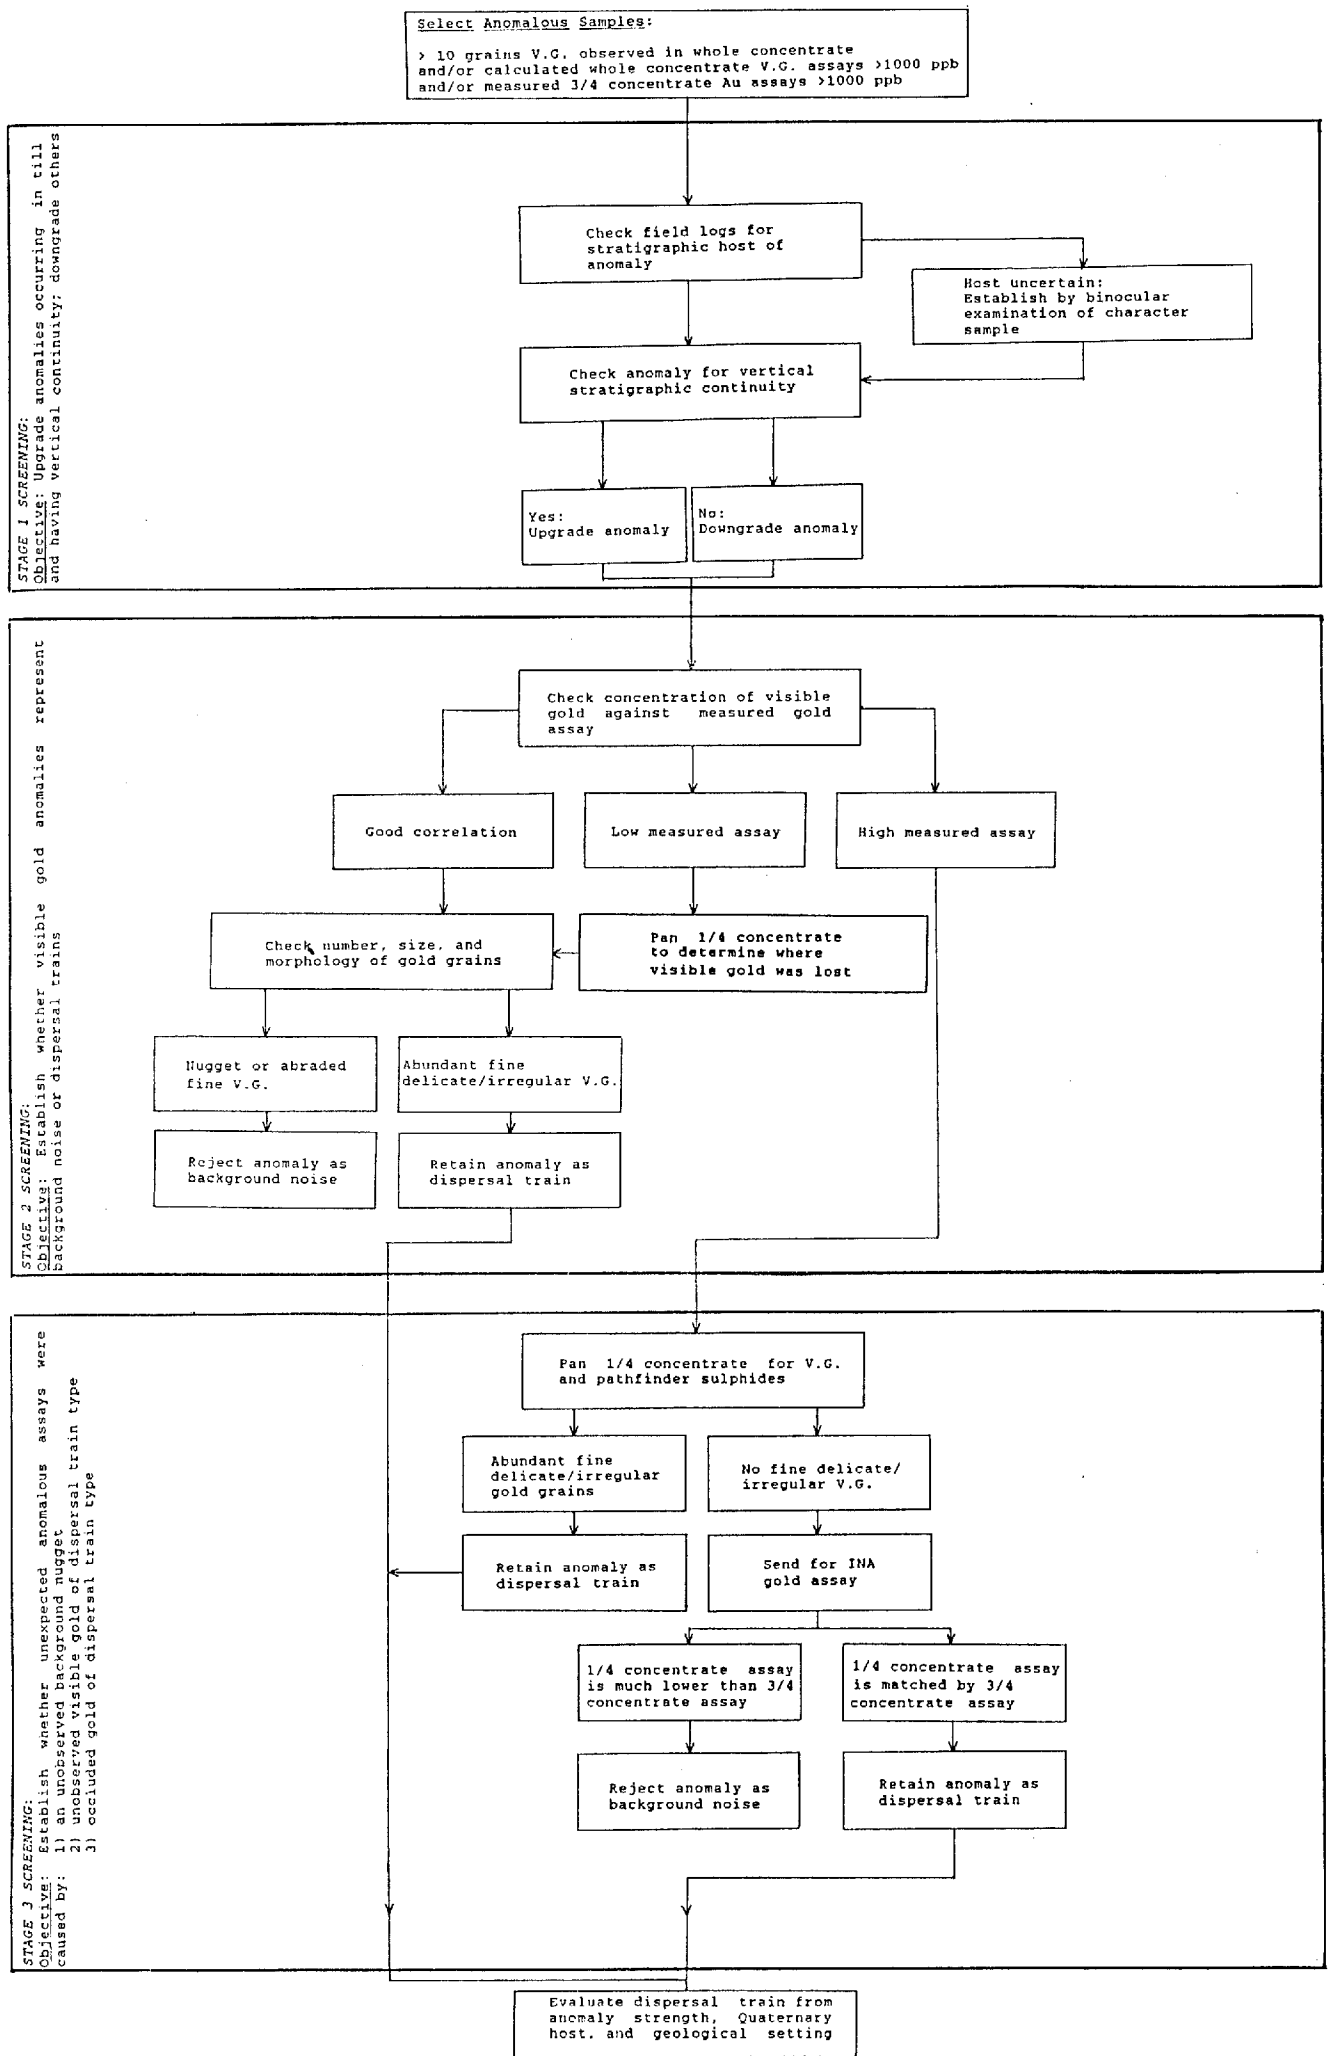 Select Anomalous Samples:
> 10 grains V.G. observed in whole concentrate
and/or calculated whole concentrate V.G. assays >1000 ppb
and/or measured 3/4 concentrate Au assays >1000 ppb
STAGE 1 SCREENING:
Objective: Upgrade anomalies occurring in till
and having vertical continuity; downgrade others
Check field logs for
stratigraphic host of
anomaly
Host uncertain:
Establish by binocular
examination of character
sample
Check anomaly for vertical
stratigraphic continuity
Yes:
Upgrade anomaly
No:
Downgrade anomaly
STAGE 2 SCREENING:
Objective: Establish whether visible gold anomalies represent
background noise or dispersal trains
Check concentration of visible
gold against measured gold
assay
Good correlation
Low measured assay
High measured assay
Check number, size, and
morphology of gold grains
Pan 1/4 concentrate
to determine where
visible gold was lost
Nugget or abraded
fine V.G.
Abundant fine
delicate/irregular V.G.
Reject anomaly as
background noise
Retain anomaly as
dispersal train
STAGE 3 SCREENING:
Objective: Establish whether unexpected anomalous assays were
caused by: 1) an unobserved background nugget
2) unobserved visible gold of dispersal train type
3) occluded gold of dispersal train type
Pan 1/4 concentrate for V.G.
and pathfinder sulphides
Abundant fine
delicate/irregular
gold grains
No fine delicate/
irregular V.G.
Retain anomaly as
dispersal train
Send for INA
gold assay
1/4 concentrate assay
is much lower than 3/4
concentrate assay
1/4 concentrate assay
is matched by 3/4
concentrate assay
Reject anomaly as
background noise
Retain anomaly as
dispersal train
Evaluate dispersal train from
anomaly strength, Quaternary
host, and geological setting